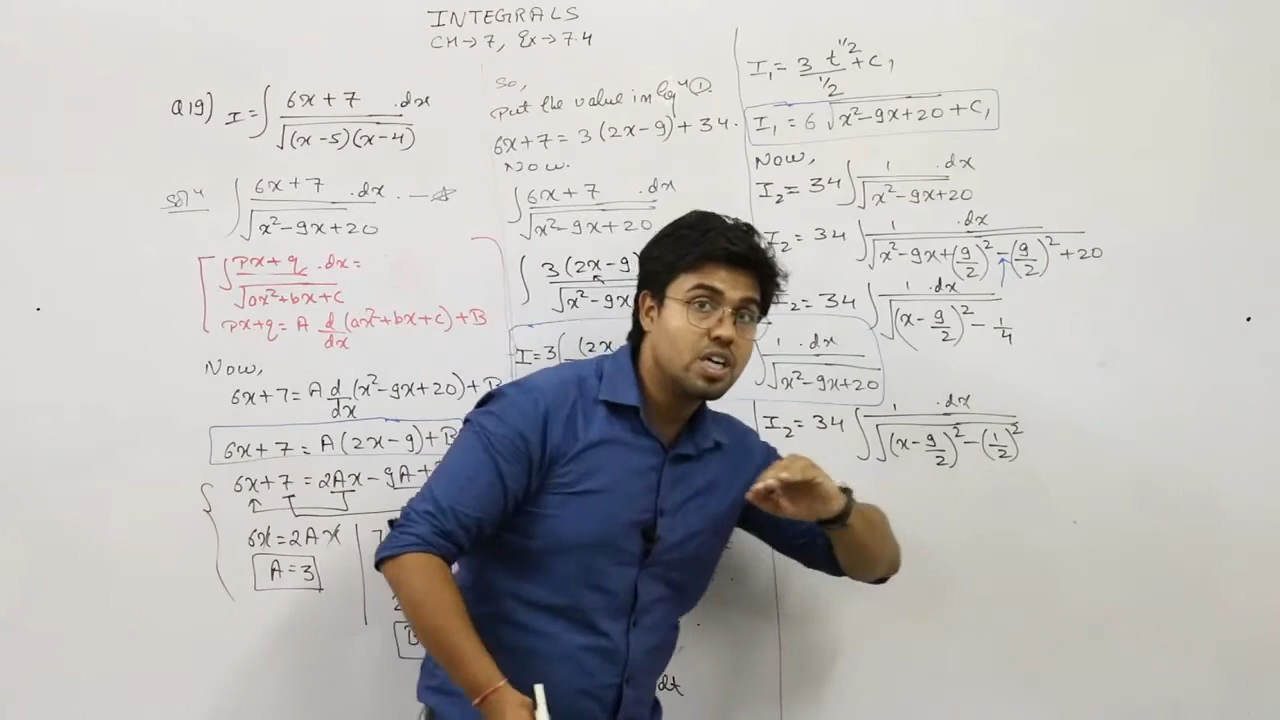 INTEGRALS
CH→7, Ex→7.4
Q19) I=∫ 6x+7 .dx
√(x-5)(x-4)
Solⁿ ∫ 6x+7 .dx —☆
√x²-9x+20
∫ px+q .dx =
√ax²+bx+c
px+q = A d/dx (ax²+bx+c)+B
Now,
6x+7 = A d/dx (x²-9x+20)+B
6x+7 = A(2x-9)+B
6x+7 = 2Ax-9A+
6x=2Ax
A=3
7
2
So,
Put the value in Eqⁿ ①.
6x+7 = 3(2x-9)+34.
Now.
∫ 6x+7 .dx
√x²-9x+20
∫ 3(2x-9)
√x²-9x
I=3∫ (2x
1 .dx
√x²-9x+20
dt
I₁= 3 t^1/2 / 1/2 + C₁
I₁ = 6 √x²-9x+20 + C₁
Now,
I₂= 34 ∫ 1 .dx
√x²-9x+20
I₂= 34 ∫ 1 .dx
√x²-9x+(9/2)²-(9/2)²+20
I₂= 34 ∫ 1 .dx
√(x-9/2)²-1/4
I₂= 34 ∫ 1 .dx
√(x-9/2)²-(1/2)²